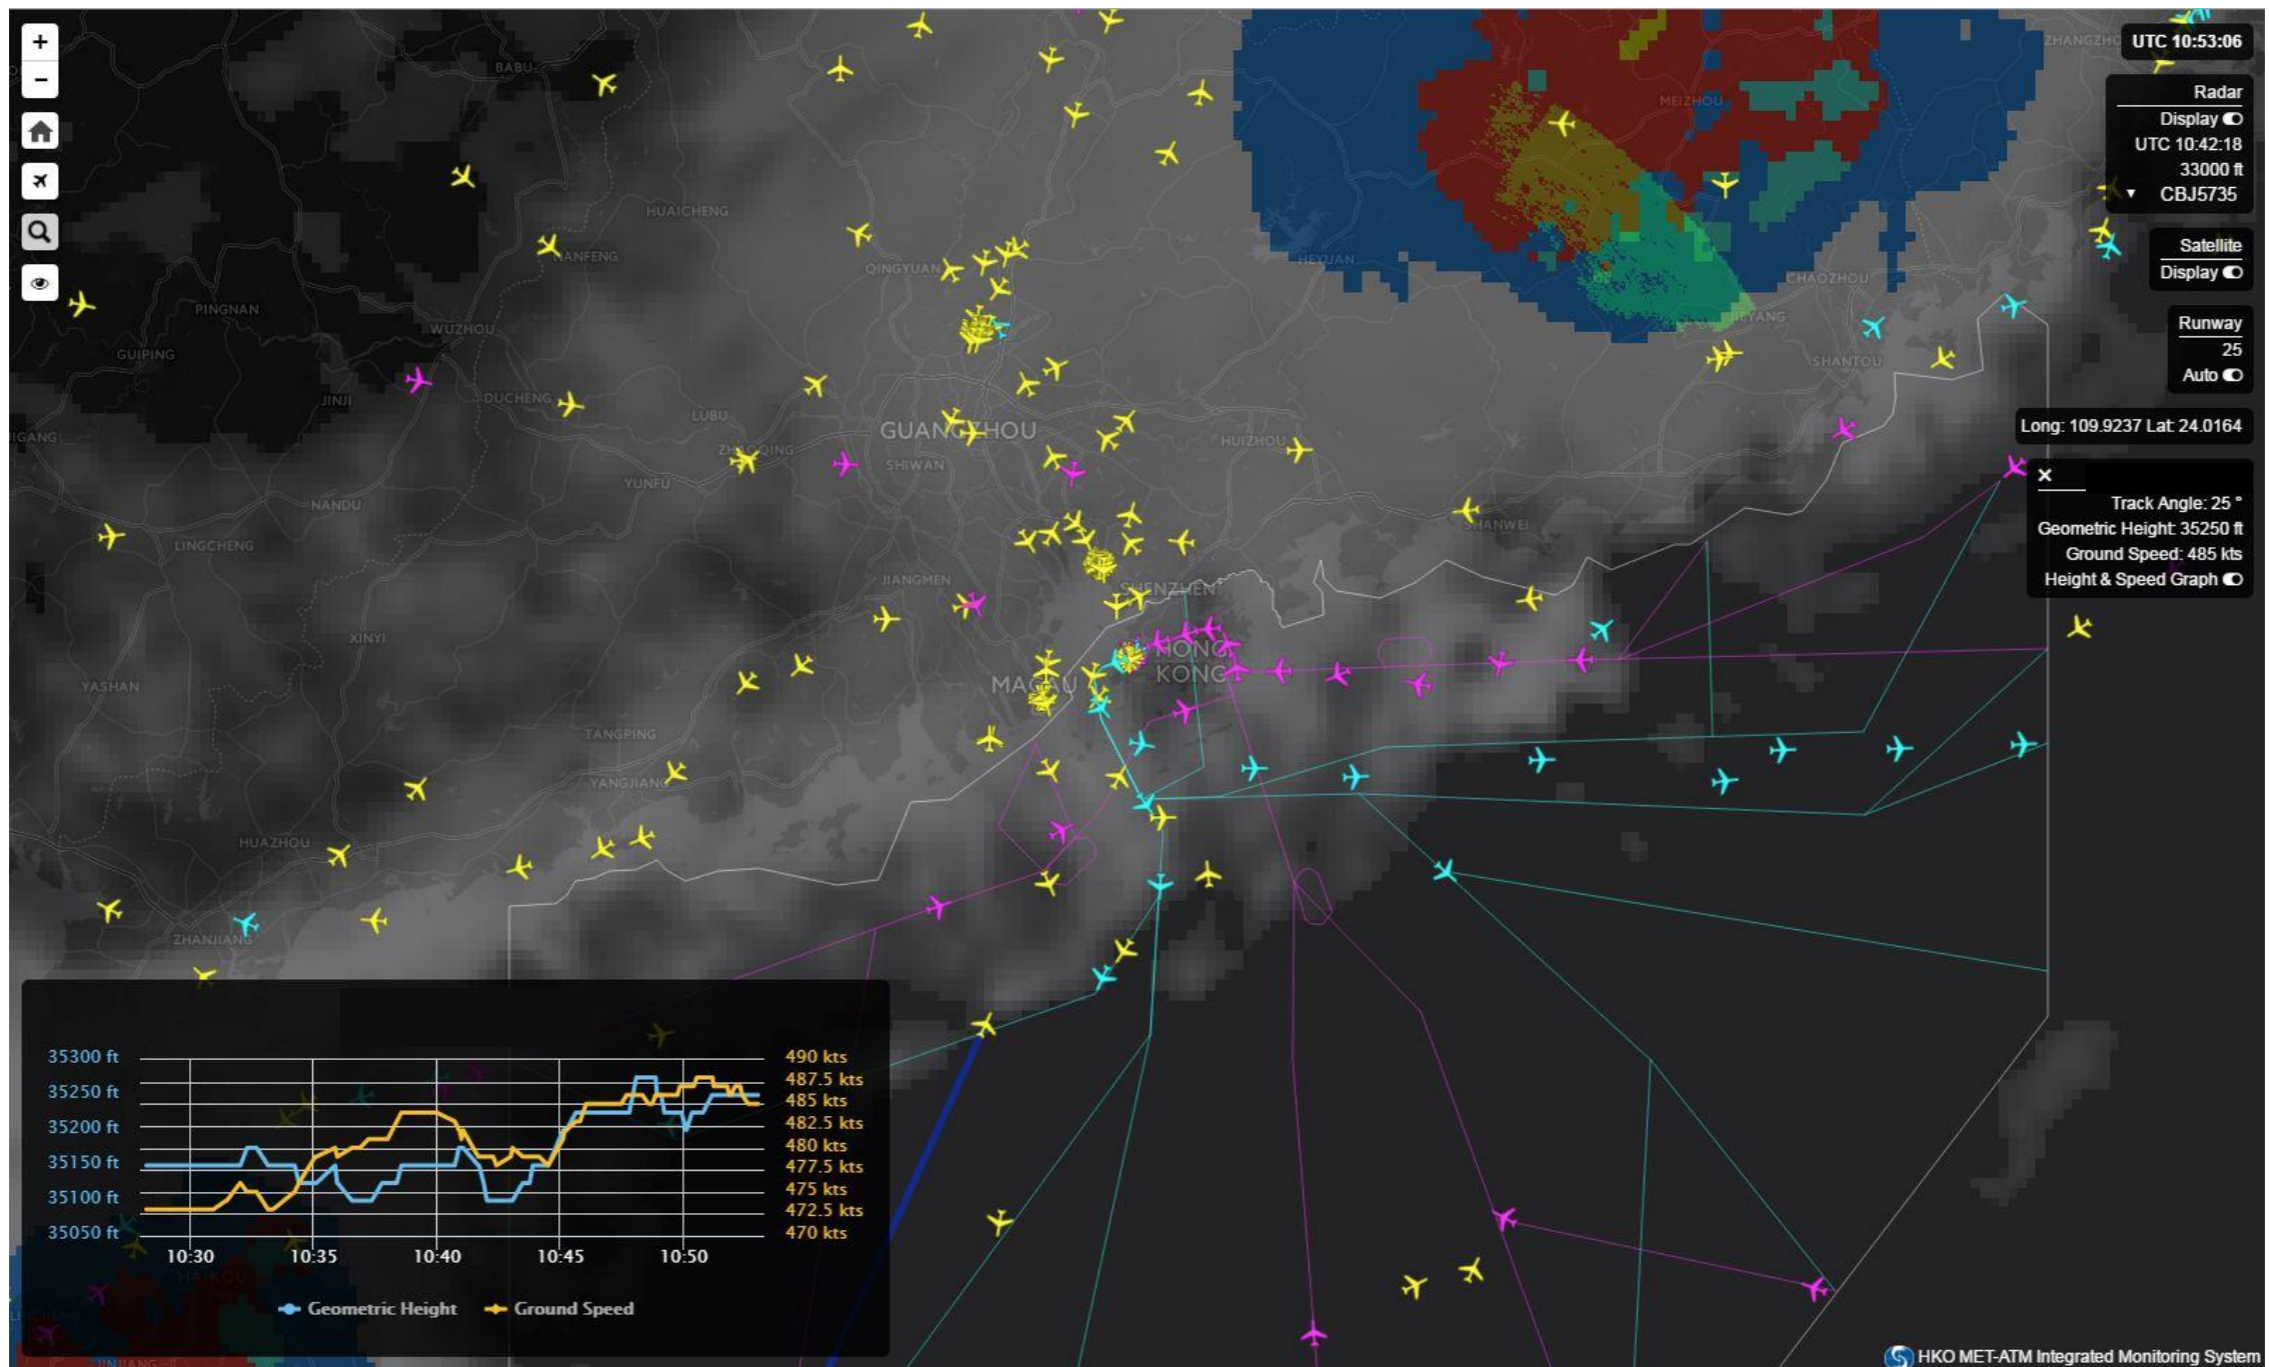 +
−
UTC 10:53:06
Radar
Display
UTC 10:42:18
33000 ft
▼ CBJ5735
Satellite
Display
Runway
25
Auto
Long: 109.9237 Lat: 24.0164
✕
Track Angle: 25 °
Geometric Height: 35250 ft
Ground Speed: 485 kts
Height & Speed Graph
BABU
MEIZHOU
HUAICHENG
NANFENG
QINGYUAN
HEYUAN
CHAOZHOU
PINGNAN
WUZHOU
JIEYANG
GUIPING
SHANTOU
JINJI
DUCHENG
LUBU
GUANGZHOU
IGANG
ZHAOQING
SHIWAN
HUIZHOU
YUNFU
NANDU
SHANWEI
LINGCHENG
JIANGMEN
SHENZHEN
XINYI
HONG
KONG
YASHAN
MACAU
TANGPING
YANGJIANG
HUAZHOU
ZHANJIANG
35300 ft
35250 ft
35200 ft
35150 ft
35100 ft
35050 ft
490 kts
487.5 kts
485 kts
482.5 kts
480 kts
477.5 kts
475 kts
472.5 kts
470 kts
10:30 10:35 10:40 10:45 10:50
HAIKOU
Geometric Height Ground Speed
JINJIANG
HKO MET-ATM Integrated Monitoring System